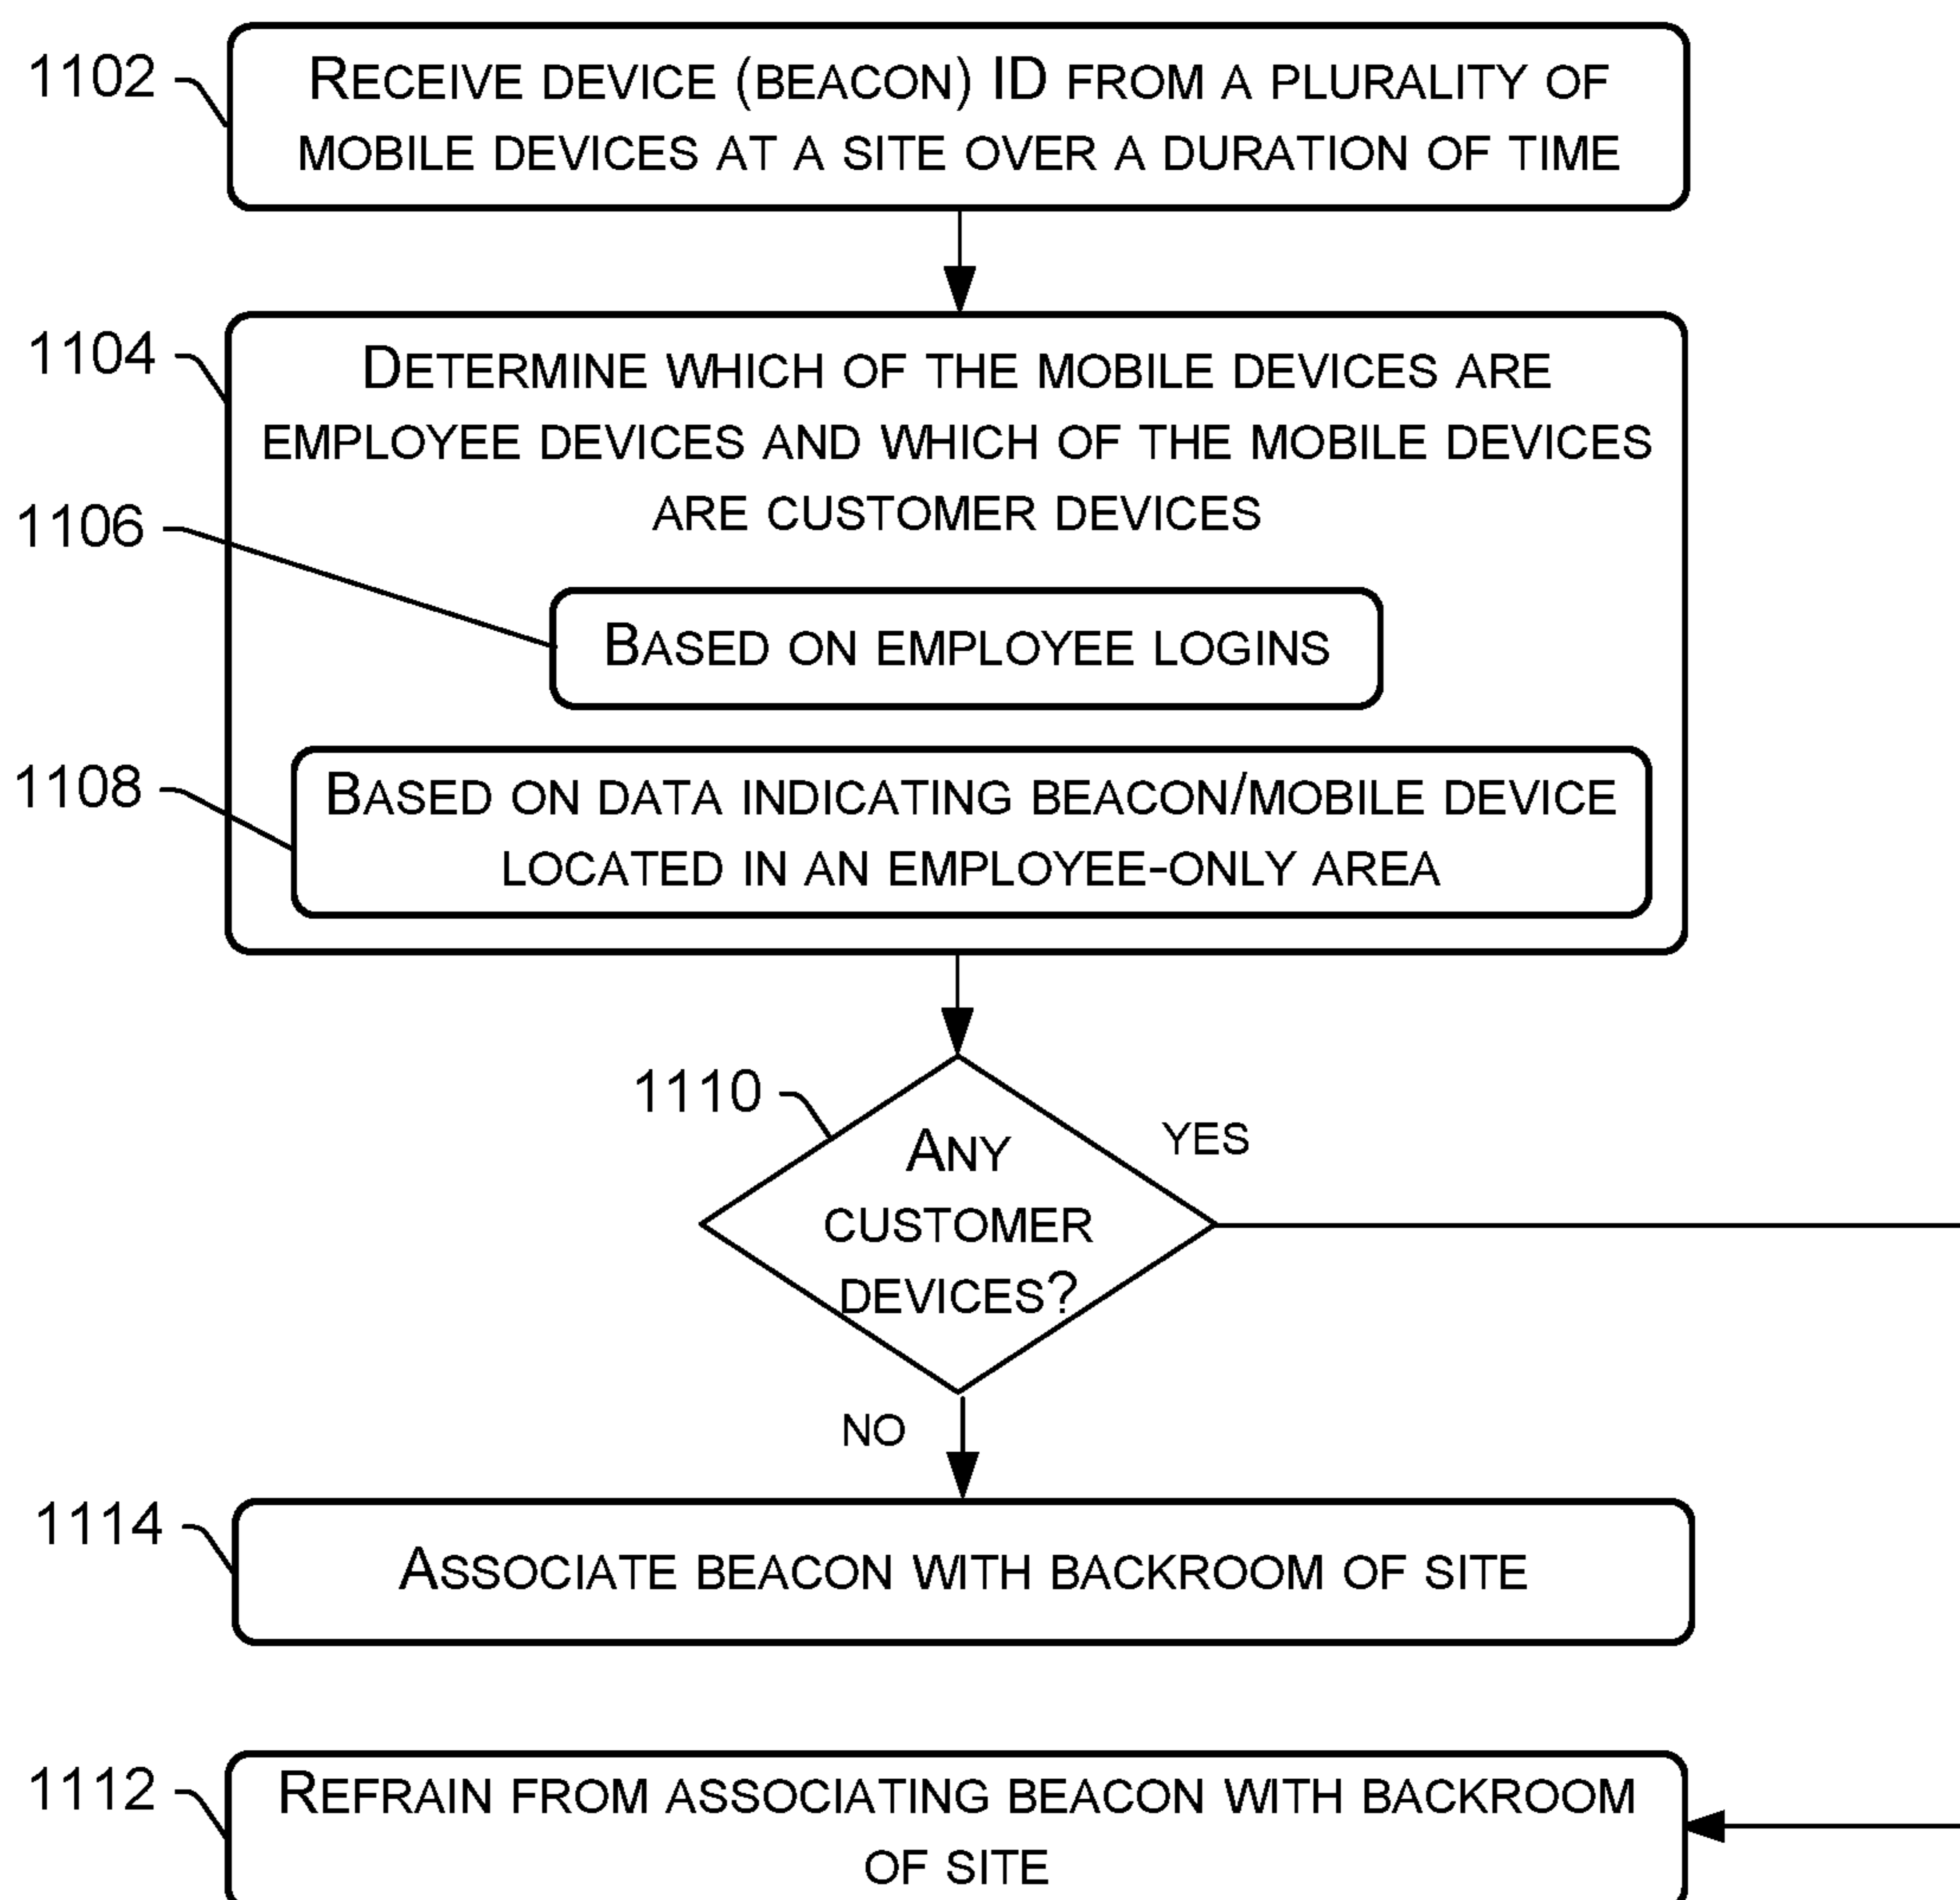 1102
RECEIVE DEVICE (BEACON) ID FROM A PLURALITY OF
MOBILE DEVICES AT A SITE OVER A DURATION OF TIME
1104
DETERMINE WHICH OF THE MOBILE DEVICES ARE
EMPLOYEE DEVICES AND WHICH OF THE MOBILE DEVICES
ARE CUSTOMER DEVICES
1106
BASED ON EMPLOYEE LOGINS
1108
BASED ON DATA INDICATING BEACON/MOBILE DEVICE
LOCATED IN AN EMPLOYEE-ONLY AREA
1110
ANY
CUSTOMER
DEVICES?
YES
NO
1114
ASSOCIATE BEACON WITH BACKROOM OF SITE
1112
REFRAIN FROM ASSOCIATING BEACON WITH BACKROOM
OF SITE